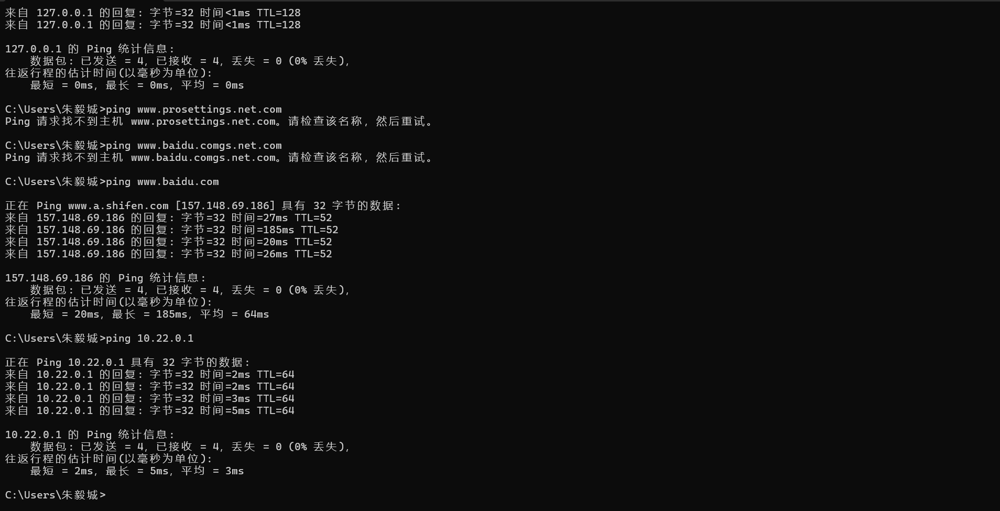 来自 127.0.0.1 的回复: 字节=32 时间<1ms TTL=128
来自 127.0.0.1 的回复: 字节=32 时间<1ms TTL=128
127.0.0.1 的 Ping 统计信息:
    数据包: 已发送 = 4，已接收 = 4，丢失 = 0 (0% 丢失)，
往返行程的估计时间(以毫秒为单位):
    最短 = 0ms，最长 = 0ms，平均 = 0ms
C:\Users\朱毅城>ping www.prosettings.net.com
Ping 请求找不到主机 www.prosettings.net.com。请检查该名称，然后重试。
C:\Users\朱毅城>ping www.baidu.comgs.net.com
Ping 请求找不到主机 www.baidu.comgs.net.com。请检查该名称，然后重试。
C:\Users\朱毅城>ping www.baidu.com
正在 Ping www.a.shifen.com [157.148.69.186] 具有 32 字节的数据:
来自 157.148.69.186 的回复: 字节=32 时间=27ms TTL=52
来自 157.148.69.186 的回复: 字节=32 时间=185ms TTL=52
来自 157.148.69.186 的回复: 字节=32 时间=20ms TTL=52
来自 157.148.69.186 的回复: 字节=32 时间=26ms TTL=52
157.148.69.186 的 Ping 统计信息:
    数据包: 已发送 = 4，已接收 = 4，丢失 = 0 (0% 丢失)，
往返行程的估计时间(以毫秒为单位):
    最短 = 20ms，最长 = 185ms，平均 = 64ms
C:\Users\朱毅城>ping 10.22.0.1
正在 Ping 10.22.0.1 具有 32 字节的数据:
来自 10.22.0.1 的回复: 字节=32 时间=2ms TTL=64
来自 10.22.0.1 的回复: 字节=32 时间=2ms TTL=64
来自 10.22.0.1 的回复: 字节=32 时间=3ms TTL=64
来自 10.22.0.1 的回复: 字节=32 时间=5ms TTL=64
10.22.0.1 的 Ping 统计信息:
    数据包: 已发送 = 4，已接收 = 4，丢失 = 0 (0% 丢失)，
往返行程的估计时间(以毫秒为单位):
    最短 = 2ms，最长 = 5ms，平均 = 3ms
C:\Users\朱毅城>